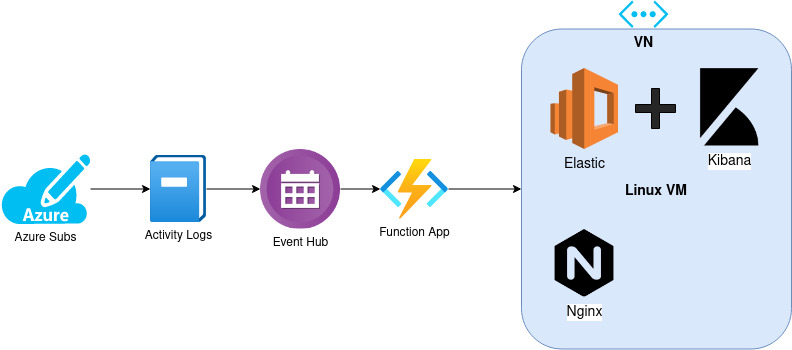 VN
Azure
Azure Subs
Activity Logs
Event Hub
Function App
Elastic
Kibana
Linux VM
Nginx